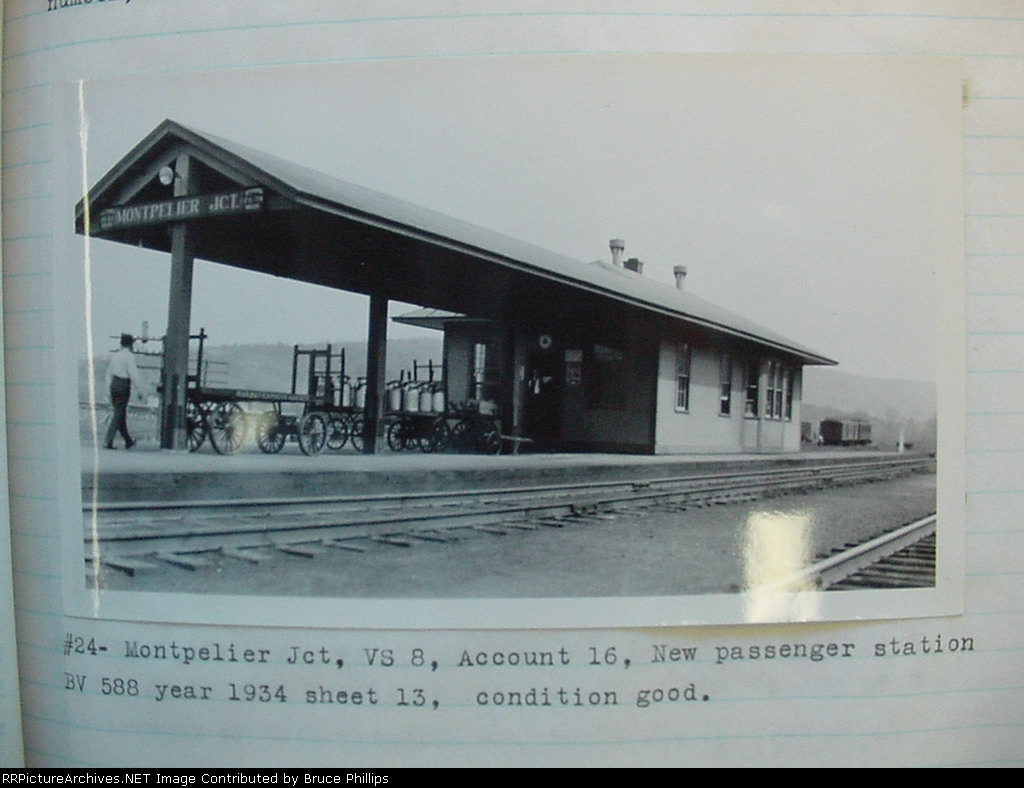 MONTPELIER JCT.
#24- Montpelier Jct, VS 8, Account 16, New passenger station
BV 588 year 1934 sheet 13, condition good.
RRPictureArchives.NET Image Contributed by Bruce Phillips